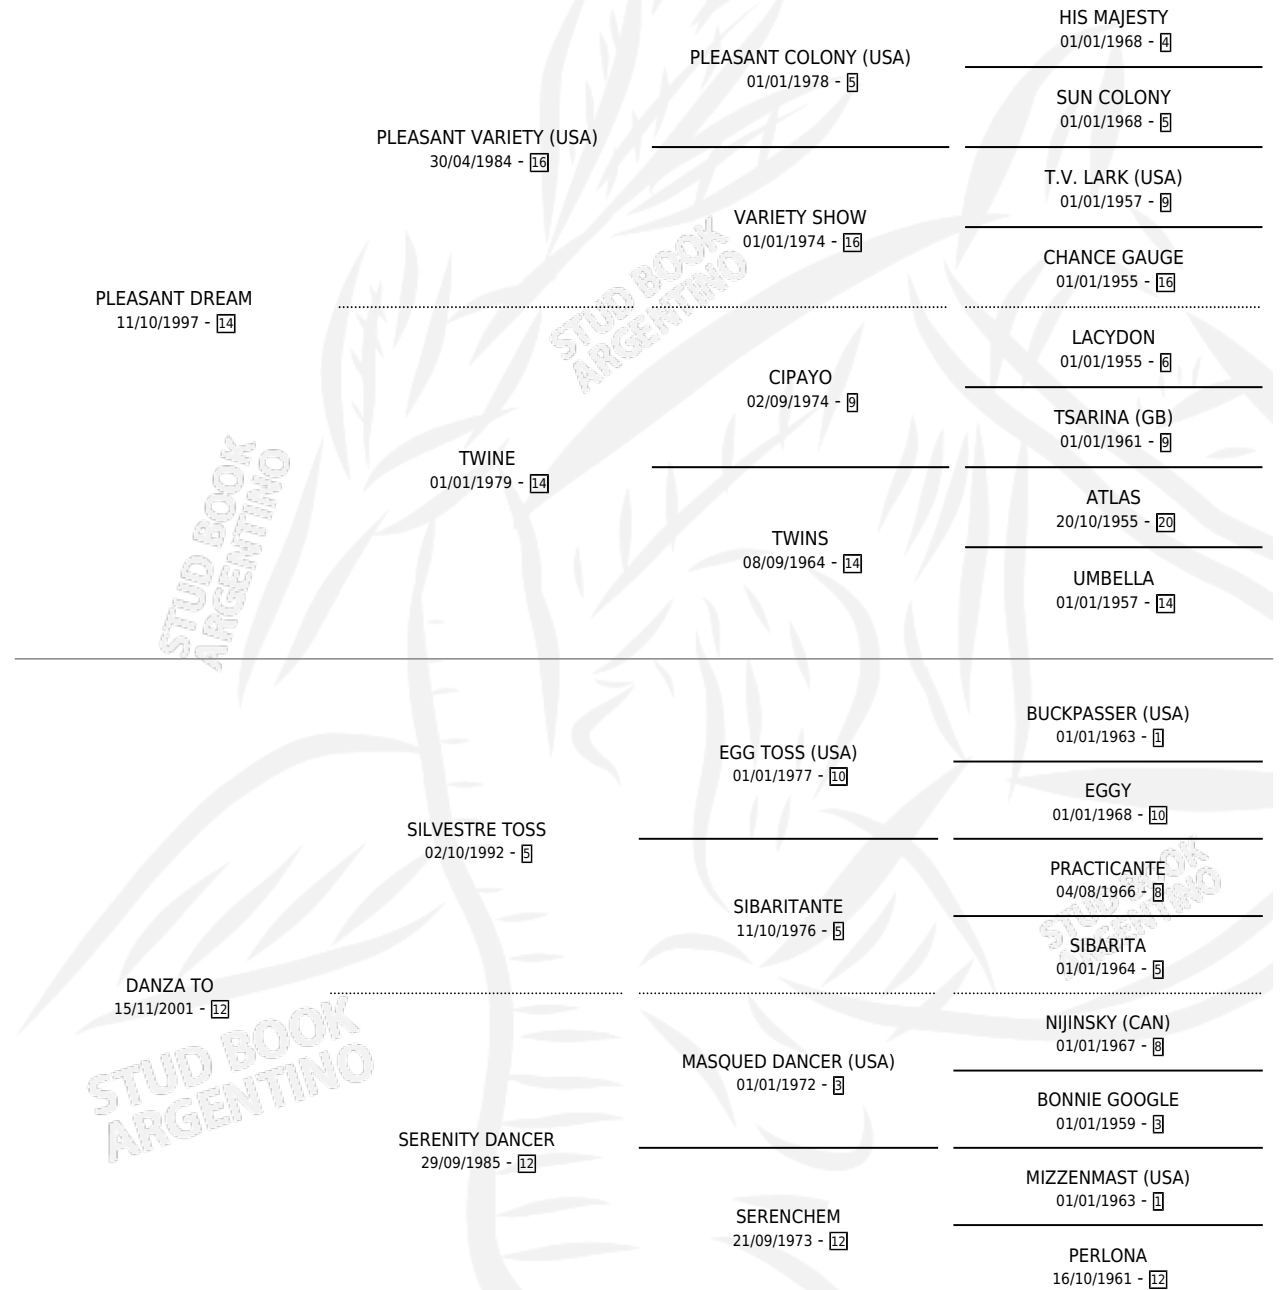 HIS MAJESTY
01/01/1968 - 4
PLEASANT COLONY (USA)
01/01/1978 - 5
SUN COLONY
01/01/1968 - 5
PLEASANT VARIETY (USA)
30/04/1984 - 16
T.V. LARK (USA)
01/01/1957 - 9
VARIETY SHOW
01/01/1974 - 16
CHANCE GAUGE
01/01/1955 - 16
PLEASANT DREAM
11/10/1997 - 14
STUD BOOK
ARGENTINO
LACYDON
01/01/1955 - 6
CIPAYO
02/09/1974 - 9
TSARINA (GB)
01/01/1961 - 9
TWINE
01/01/1979 - 14
ATLAS
20/10/1955 - 20
TWINS
08/09/1964 - 14
UMBELLA
01/01/1957 - 14
STUD BOOK
ARGENTINO
BUCKPASSER (USA)
01/01/1963 - 1
EGG TOSS (USA)
01/01/1977 - 10
EGGY
01/01/1968 - 10
SILVESTRE TOSS
02/10/1992 - 5
PRACTICANTE
04/08/1966 - 8
SIBARITANTE
11/10/1976 - 5
STUD BOOK
ARGENTINO
SIBARITA
01/01/1964 - 5
DANZA TO
15/11/2001 - 12
NIJINSKY (CAN)
01/01/1967 - 8
MASQUED DANCER (USA)
01/01/1972 - 3
STUD BOOK
ARGENTINO
BONNIE GOOGLE
01/01/1959 - 3
SERENITY DANCER
29/09/1985 - 12
MIZZENMAST (USA)
01/01/1963 - 1
SERENCHEM
21/09/1973 - 12
PERLONA
16/10/1961 - 12